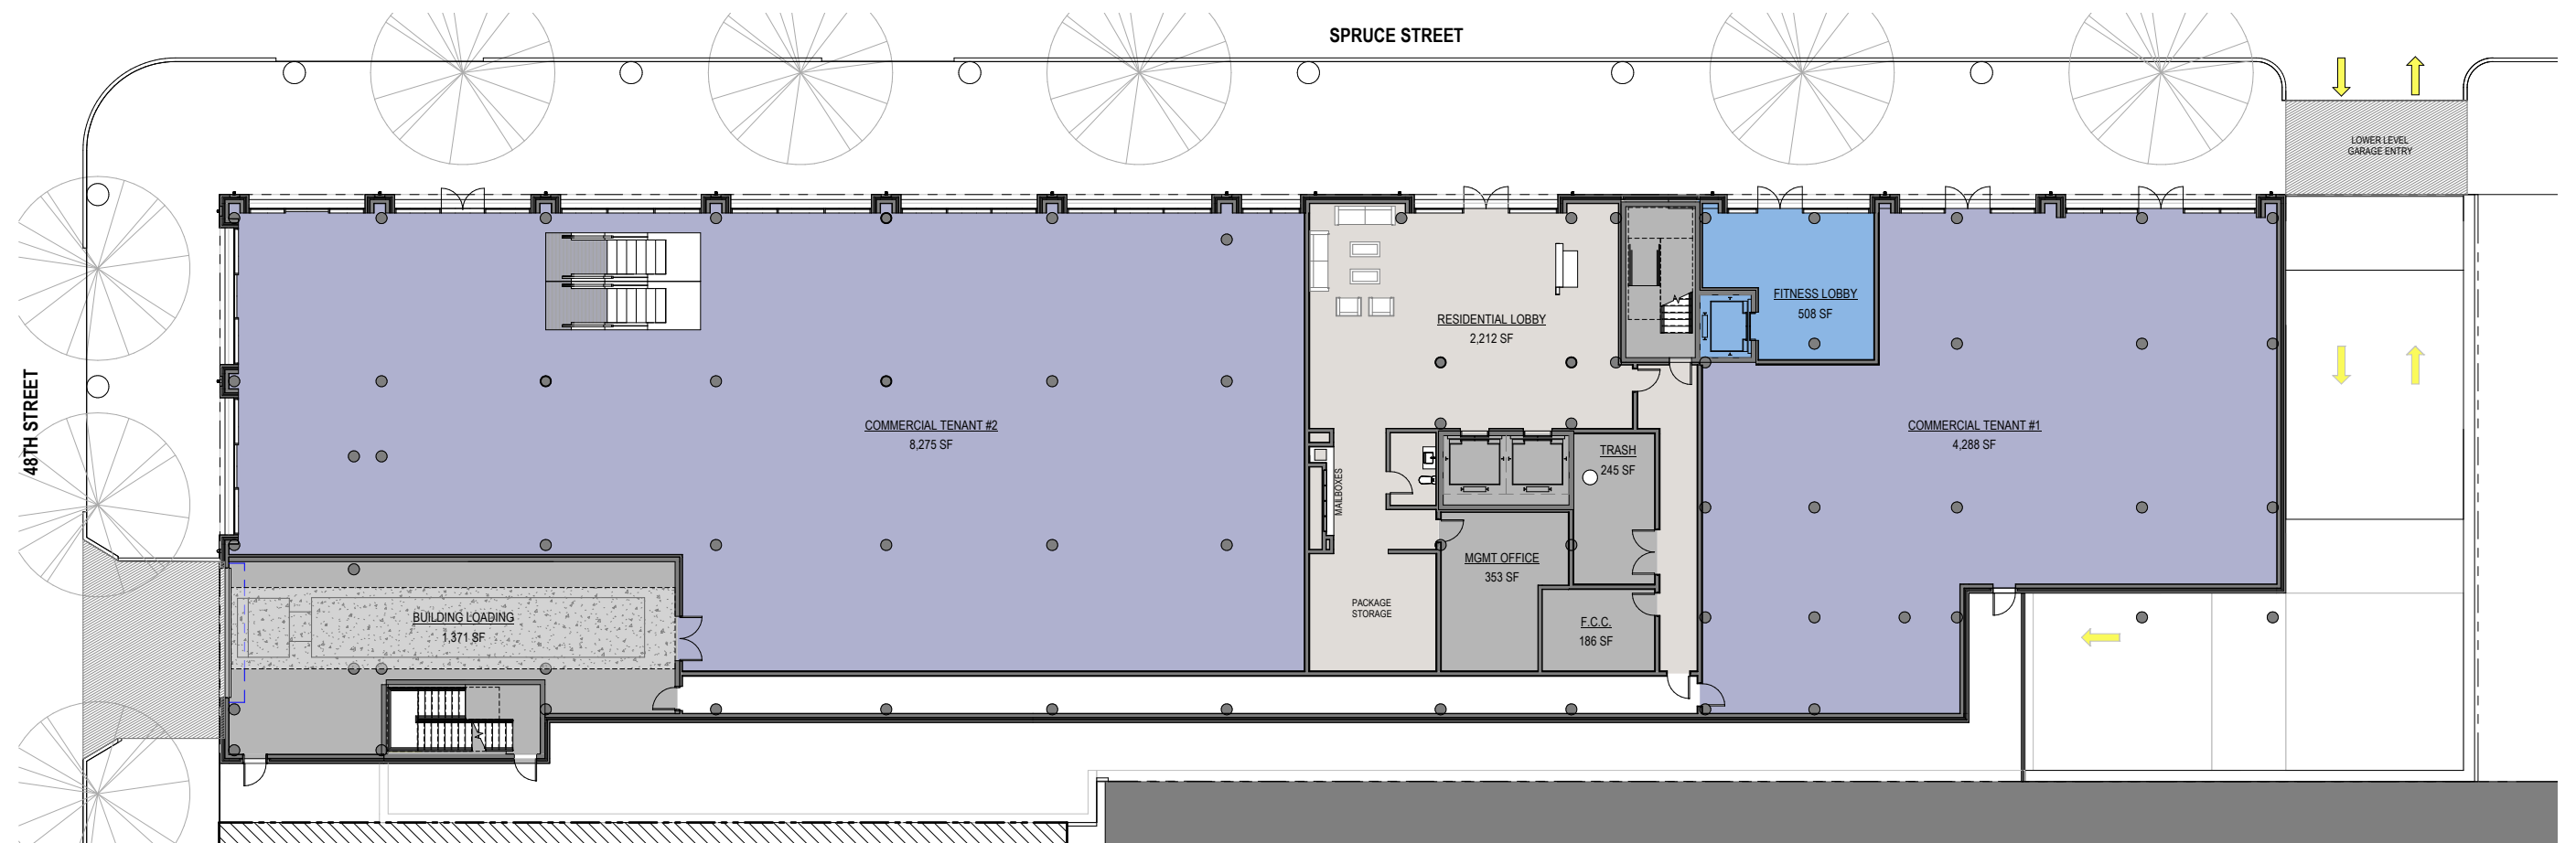 SPRUCE STREET
LOWER LEVEL
GARAGE ENTRY
48TH STREET
FITNESS LOBBY
508 SF
RESIDENTIAL LOBBY
2,212 SF
COMMERCIAL TENANT #2
8,275 SF
COMMERCIAL TENANT #1
4,288 SF
TRASH
245 SF
MAILBOXES
MGMT OFFICE
353 SF
PACKAGE
STORAGE
BUILDING LOADING
1,371 SF
F.C.C.
186 SF